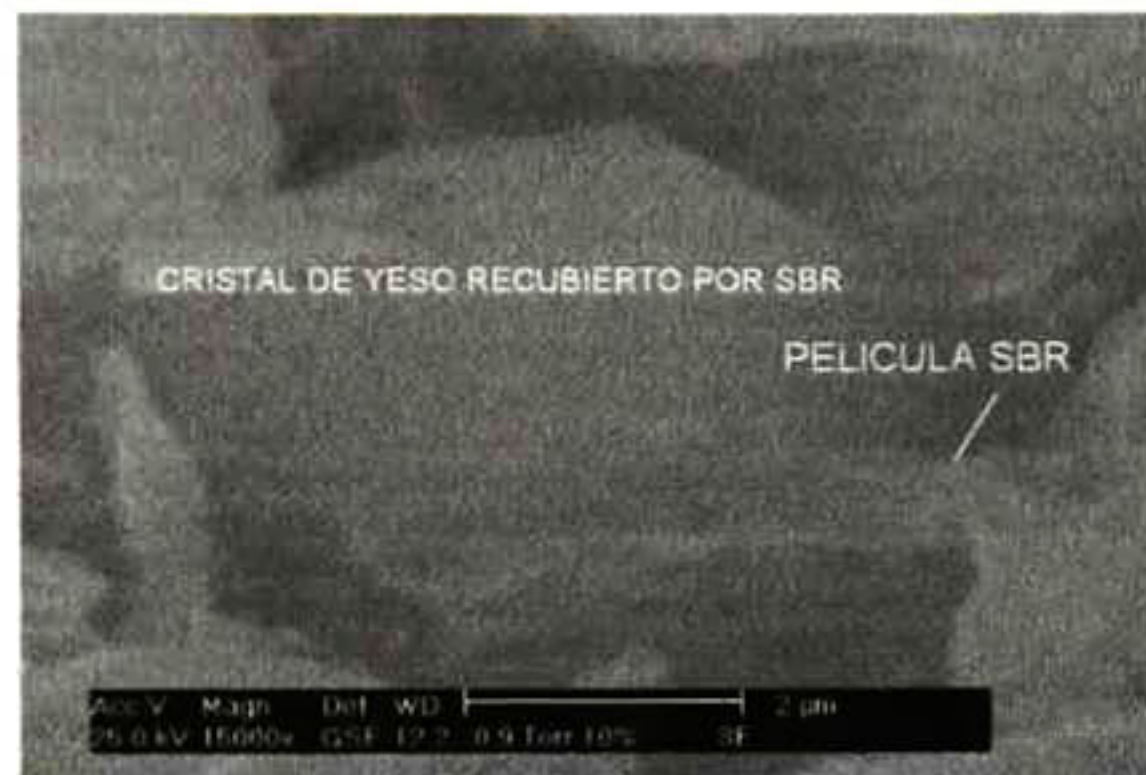 CRISTAL DE YESO RECUBIERTO POR SBR
PELICULA SBR
Acc.V Magn Det WD 2 µm
25.0 kV 15000x GSE 12.2 0.9 Torr 10%